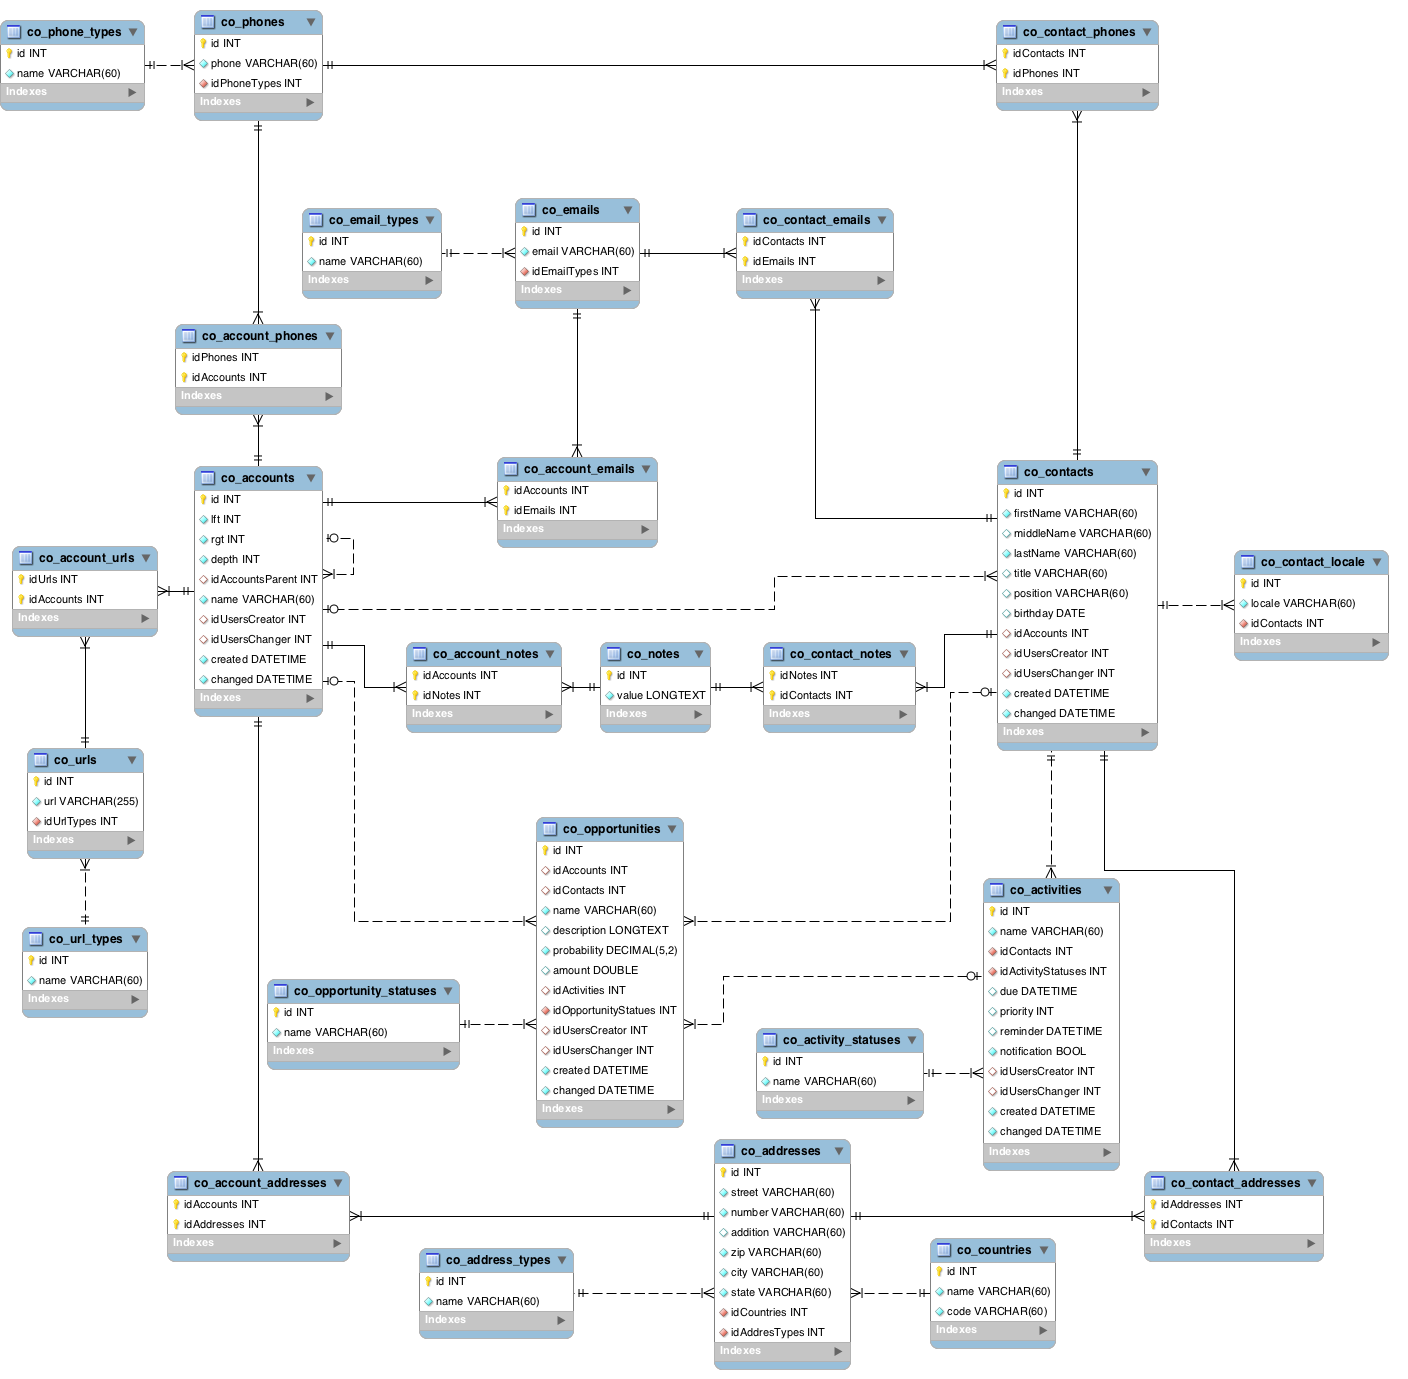 co_phone_types
id INT
name VARCHAR(60)
Indexes
co_phones
id INT
phone VARCHAR(60)
idPhoneTypes INT
Indexes
co_contact_phones
idContacts INT
idPhones INT
Indexes
co_email_types
id INT
name VARCHAR(60)
Indexes
co_emails
id INT
email VARCHAR(60)
idEmailTypes INT
Indexes
co_contact_emails
idContacts INT
idEmails INT
Indexes
co_account_phones
idPhones INT
idAccounts INT
Indexes
co_accounts
id INT
lft INT
rgt INT
depth INT
idAccountsParent INT
name VARCHAR(60)
idUsersCreator INT
idUsersChanger INT
created DATETIME
changed DATETIME
Indexes
co_account_emails
idAccounts INT
idEmails INT
Indexes
co_contacts
id INT
firstName VARCHAR(60)
middleName VARCHAR(60)
lastName VARCHAR(60)
title VARCHAR(60)
position VARCHAR(60)
birthday DATE
idAccounts INT
idUsersCreator INT
idUsersChanger INT
created DATETIME
changed DATETIME
Indexes
co_account_urls
idUrls INT
idAccounts INT
Indexes
co_contact_locale
id INT
locale VARCHAR(60)
idContacts INT
Indexes
co_account_notes
idAccounts INT
idNotes INT
Indexes
co_notes
id INT
value LONGTEXT
Indexes
co_contact_notes
idNotes INT
idContacts INT
Indexes
co_urls
id INT
url VARCHAR(255)
idUrlTypes INT
Indexes
co_url_types
id INT
name VARCHAR(60)
Indexes
co_opportunities
id INT
idAccounts INT
idContacts INT
name VARCHAR(60)
description LONGTEXT
probability DECIMAL(5,2)
amount DOUBLE
idActivities INT
idOpportunityStatues INT
idUsersCreator INT
idUsersChanger INT
created DATETIME
changed DATETIME
Indexes
co_opportunity_statuses
id INT
name VARCHAR(60)
Indexes
co_activities
id INT
name VARCHAR(60)
idContacts INT
idActivityStatuses INT
due DATETIME
priority INT
reminder DATETIME
notification BOOL
idUsersCreator INT
idUsersChanger INT
created DATETIME
changed DATETIME
Indexes
co_activity_statuses
id INT
name VARCHAR(60)
Indexes
co_account_addresses
idAccounts INT
idAddresses INT
Indexes
co_addresses
id INT
street VARCHAR(60)
number VARCHAR(60)
addition VARCHAR(60)
zip VARCHAR(60)
city VARCHAR(60)
state VARCHAR(60)
idCountries INT
idAddresTypes INT
Indexes
co_contact_addresses
idAddresses INT
idContacts INT
Indexes
co_address_types
id INT
name VARCHAR(60)
Indexes
co_countries
id INT
name VARCHAR(60)
code VARCHAR(60)
Indexes